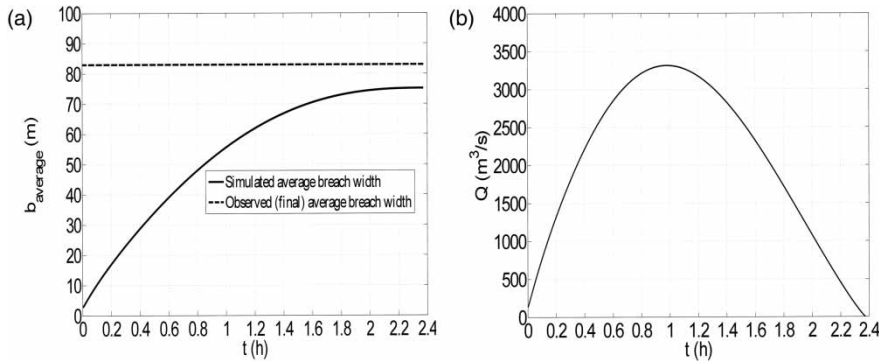 (a)
100
90
80
70
60
50
40
30
20
10
0
b average (m)
Simulated average breach width
Observed (final) average breach width
0 0.2 0.4 0.6 0.8 1 1.2 1.4 1.6 1.8 2 2.2 2.4
t (h)
(b)
4000
3500
3000
2500
2000
1500
1000
500
0
Q (m³/s)
0 0.2 0.4 0.6 0.8 1 1.2 1.4 1.6 1.8 2 2.2 2.4
t (h)